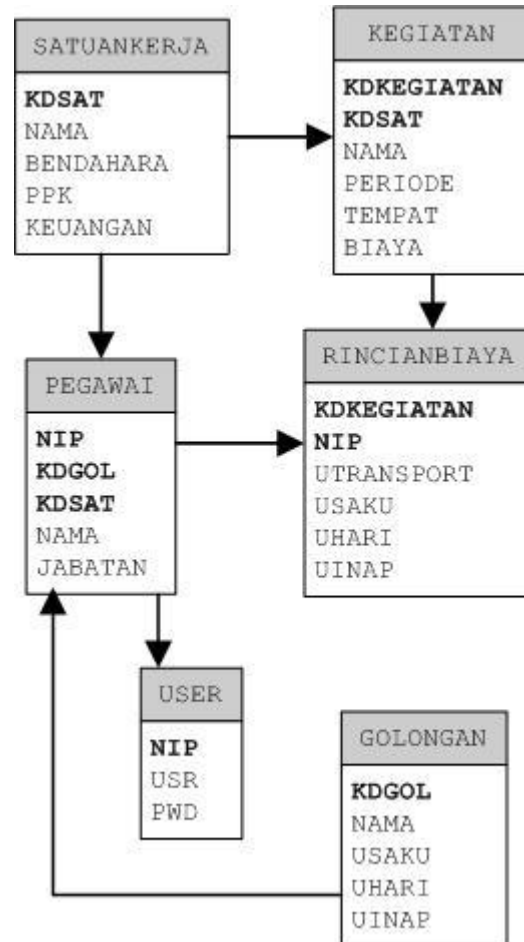 SATUANKERJA
KDSAT
NAMA
BENDAHARA
PPK
KEUANGAN
KEGIATAN
KDKEGIATAN
KDSAT
NAMA
PERIODE
TEMPAT
BIAYA
PEGAWAI
NIP
KDGOL
KDSAT
NAMA
JABATAN
RINCIANBIAYA
KDKEGIATAN
NIP
UTRANSPORT
USAKU
UHARI
UINAP
USER
NIP
USR
PWD
GOLONGAN
KDGOL
NAMA
USAKU
UHARI
UINAP